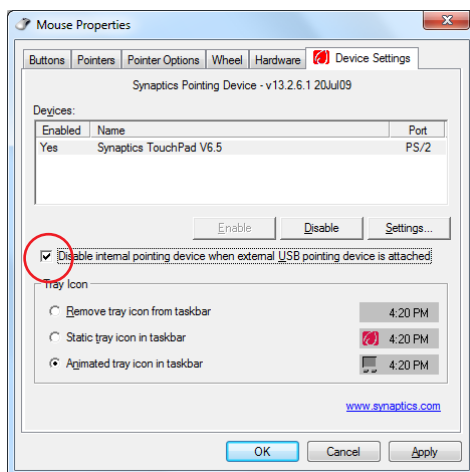 Mouse Properties
Buttons Pointers Pointer Options Wheel Hardware Device Settings
Synaptics Pointing Device - v13.2.6.1 20Jul09
Devices:
Enabled Name Port
Yes Synaptics TouchPad V6.5 PS/2
Enable Disable Settings...
Disable internal pointing device when external USB pointing device is attached
Tray Icon
Remove tray icon from taskbar 4:20 PM
Static tray icon in taskbar 4:20 PM
Animated tray icon in taskbar 4:20 PM
www.synaptics.com
OK Cancel Apply